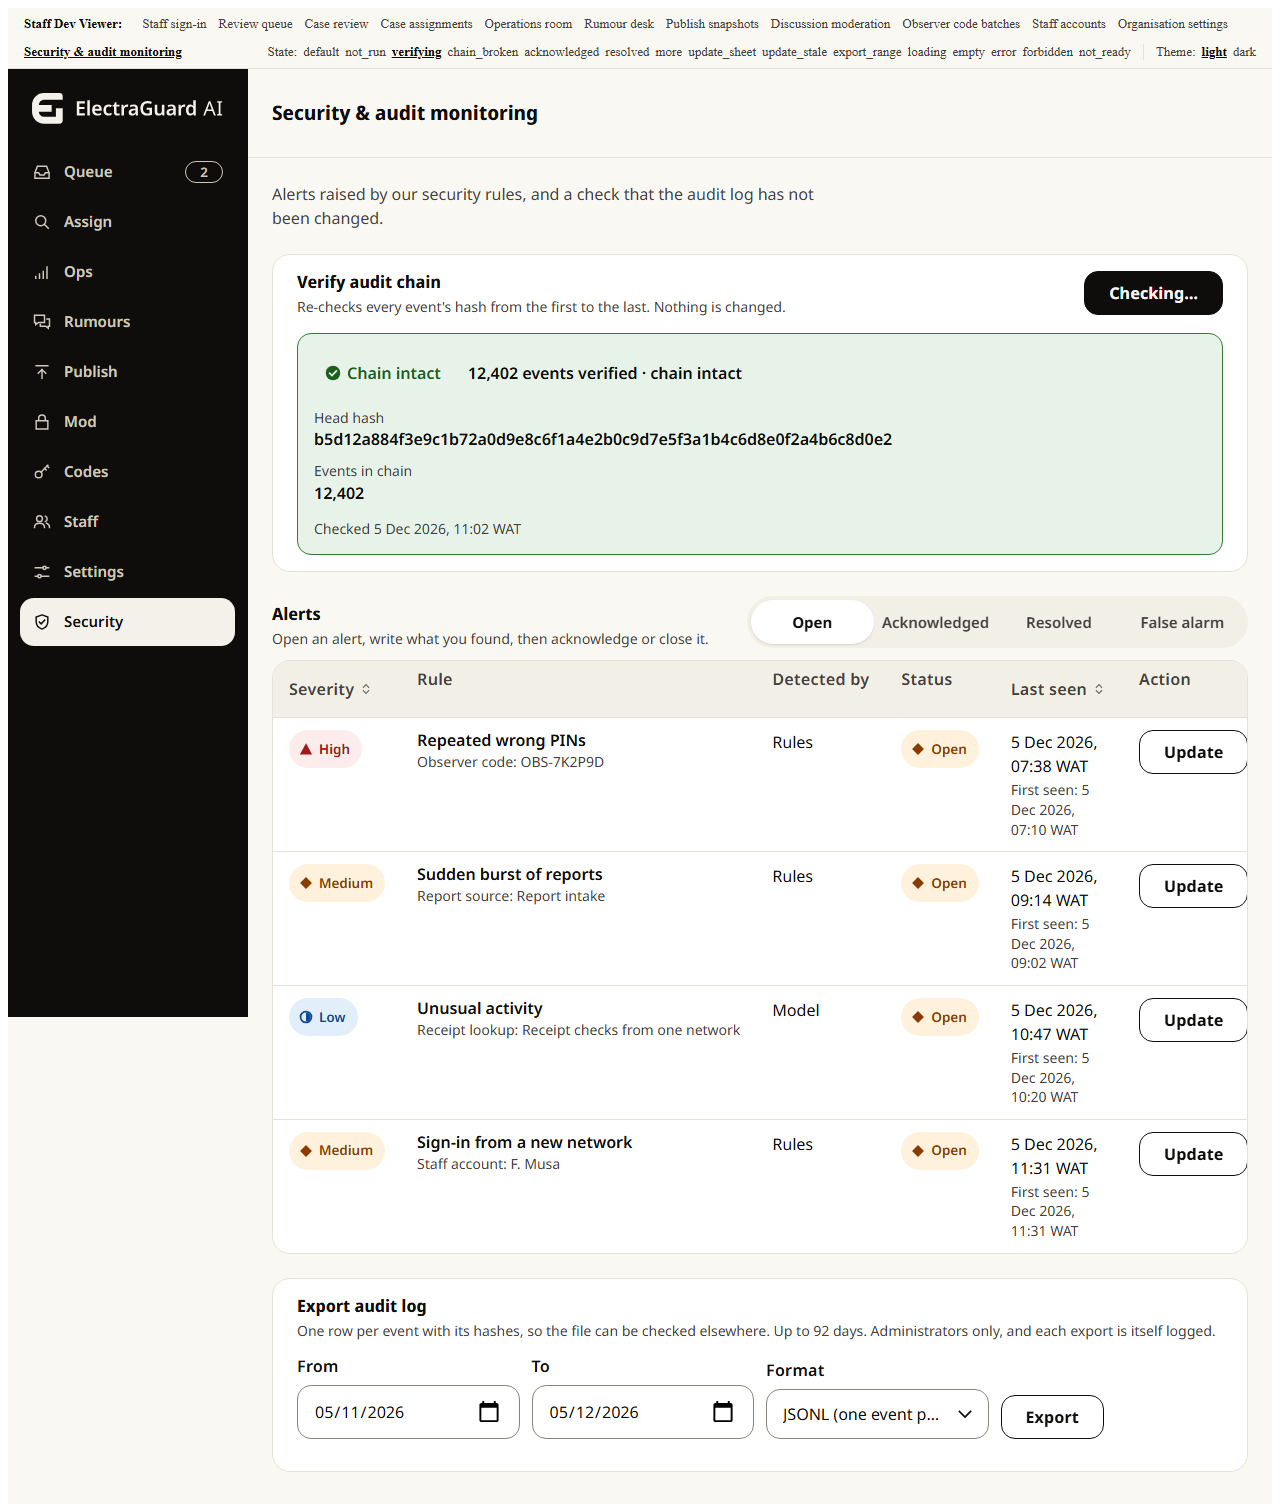 Staff Dev Viewer: Staff sign-in Review queue Case review Case assignments Operations room Rumour desk Publish snapshots Discussion moderation Observer code batches Staff accounts Organisation settings
Security & audit monitoring State: default not_run verifying chain_broken acknowledged resolved more update_sheet update_stale export_range loading empty error forbidden not_ready Theme: light dark
ElectraGuard AI
Queue 2
Assign
Ops
Rumours
Publish
Mod
Codes
Staff
Settings
Security
Security & audit monitoring
Alerts raised by our security rules, and a check that the audit log has not
been changed.
Verify audit chain
Re-checks every event's hash from the first to the last. Nothing is changed.
Checking...
Chain intact 12,402 events verified · chain intact
Head hash
b5d12a884f3e9c1b72a0d9e8c6f1a4e2b0c9d7e5f3a1b4c6d8e0f2a4b6c8d0e2
Events in chain
12,402
Checked 5 Dec 2026, 11:02 WAT
Alerts
Open an alert, write what you found, then acknowledge or close it.
Open Acknowledged Resolved False alarm
Severity Rule Detected by Status Last seen Action
High Repeated wrong PINs Rules Open 5 Dec 2026, Update
Observer code: OBS-7K2P9D 07:38 WAT
First seen: 5
Dec 2026,
07:10 WAT
Medium Sudden burst of reports Rules Open 5 Dec 2026, Update
Report source: Report intake 09:14 WAT
First seen: 5
Dec 2026,
09:02 WAT
Low Unusual activity Model Open 5 Dec 2026, Update
Receipt lookup: Receipt checks from one network 10:47 WAT
First seen: 5
Dec 2026,
10:20 WAT
Medium Sign-in from a new network Rules Open 5 Dec 2026, Update
Staff account: F. Musa 11:31 WAT
First seen: 5
Dec 2026,
11:31 WAT
Export audit log
One row per event with its hashes, so the file can be checked elsewhere. Up to 92 days. Administrators only, and each export is itself logged.
From To Format
05/11/2026 05/12/2026 JSONL (one event p... Export